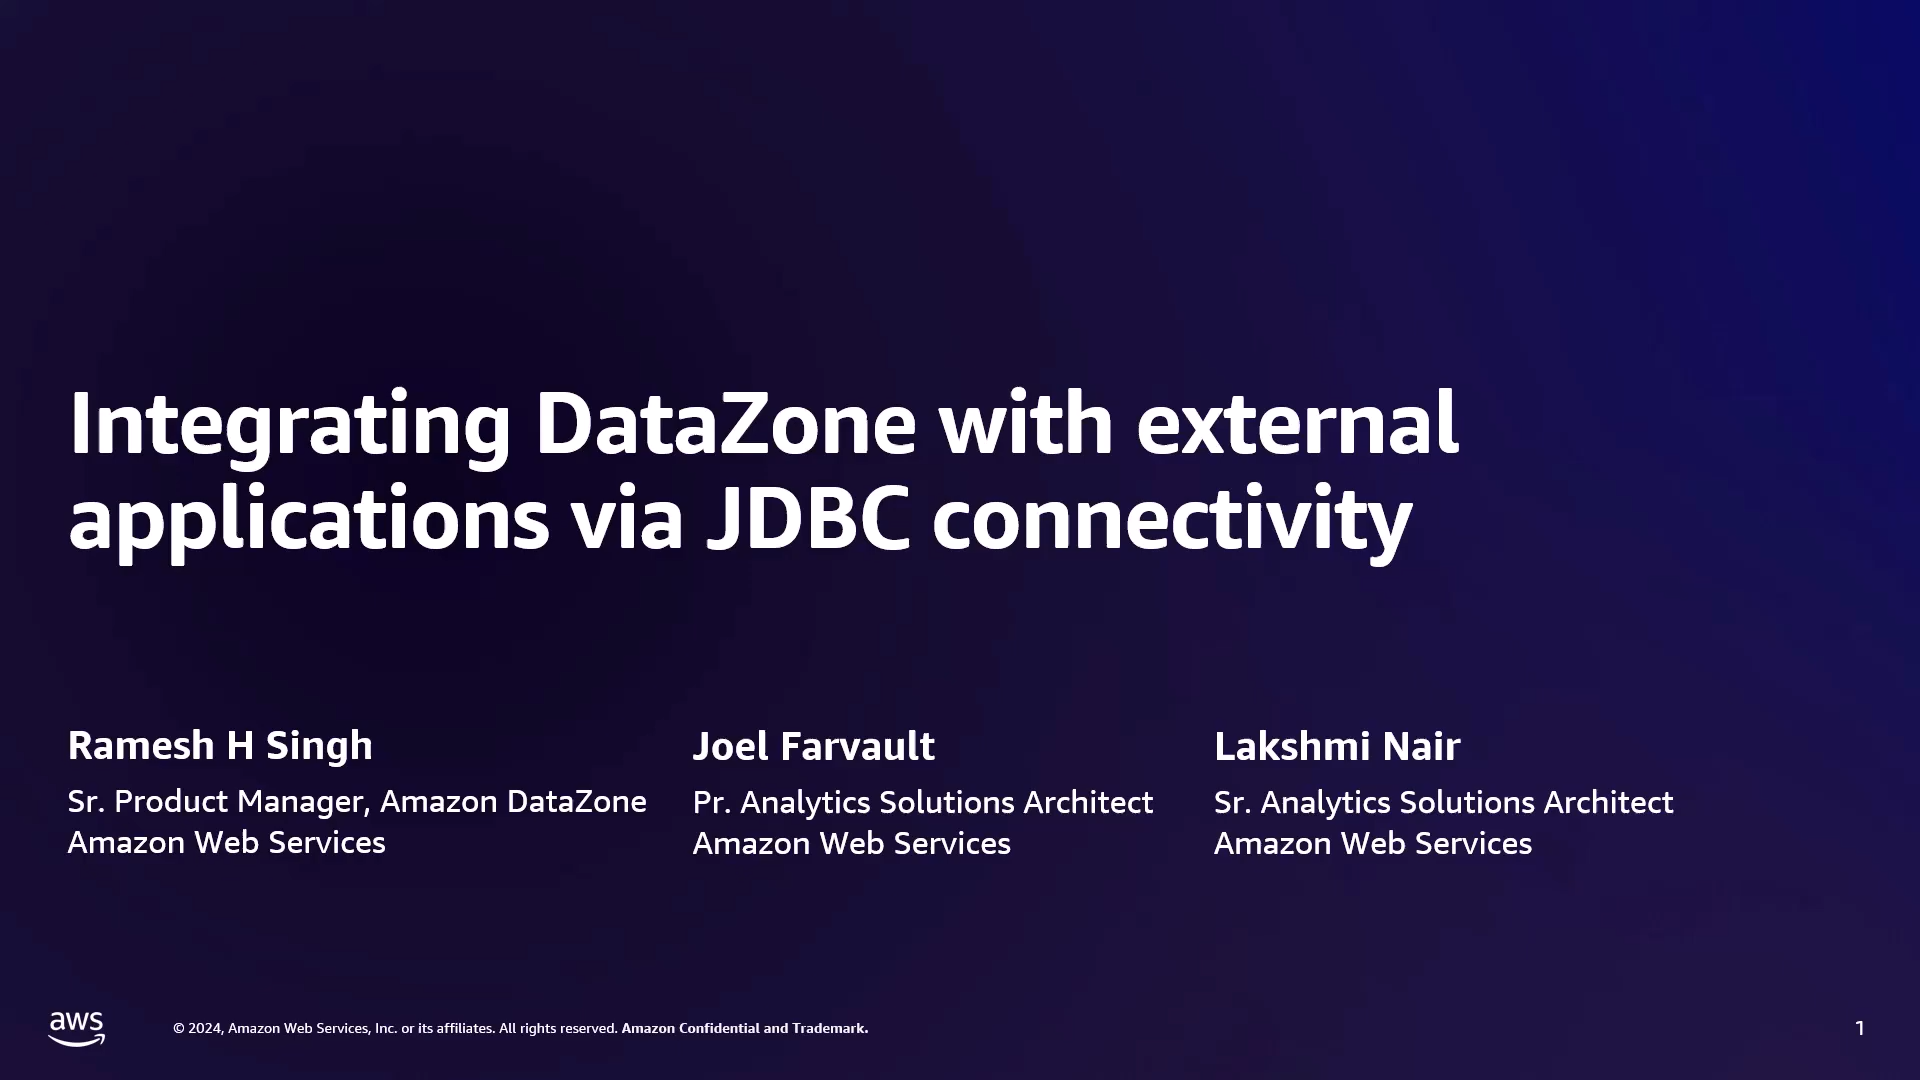 Integrating DataZone with external
applications via JDBC connectivity
Ramesh H Singh
Sr. Product Manager, Amazon DataZone
Amazon Web Services
Joel Farvault
Pr. Analytics Solutions Architect
Amazon Web Services
Lakshmi Nair
Sr. Analytics Solutions Architect
Amazon Web Services
aws
© 2024, Amazon Web Services, Inc. or its affiliates. All rights reserved. Amazon Confidential and Trademark.
1